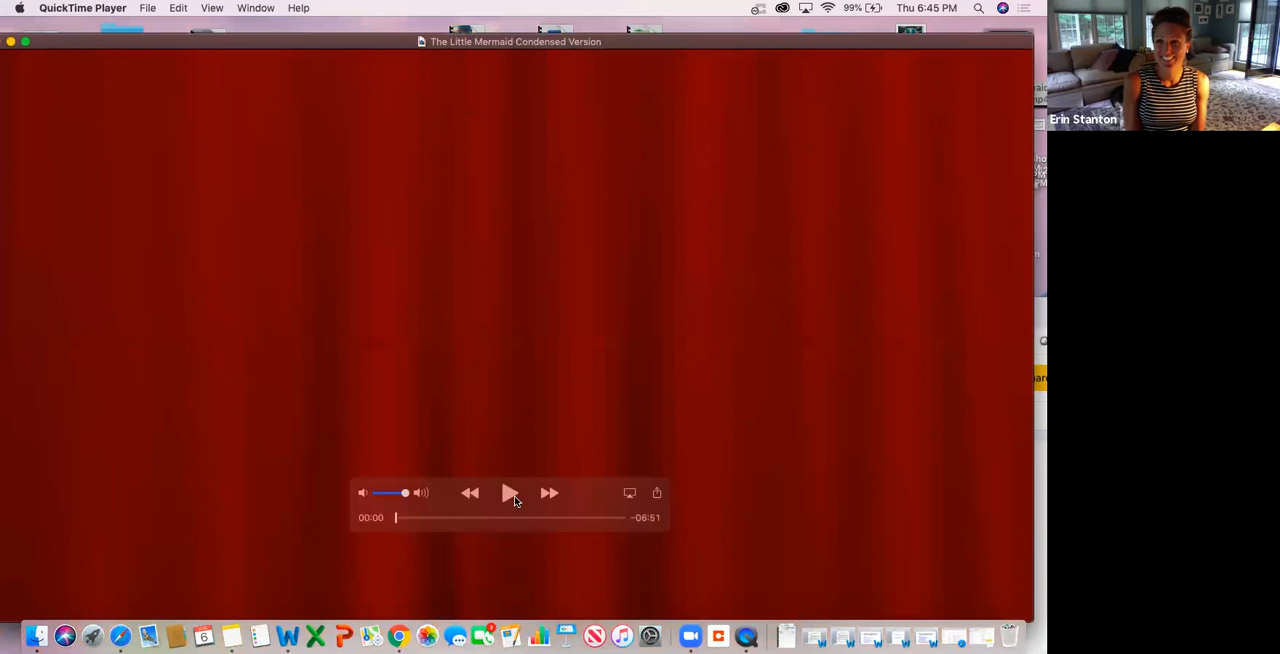 QuickTime Player File Edit View Window Help 99% Thu 6:45 PM
The Little Mermaid Condensed Version
Erin Stanton
00:00 -06:51
6